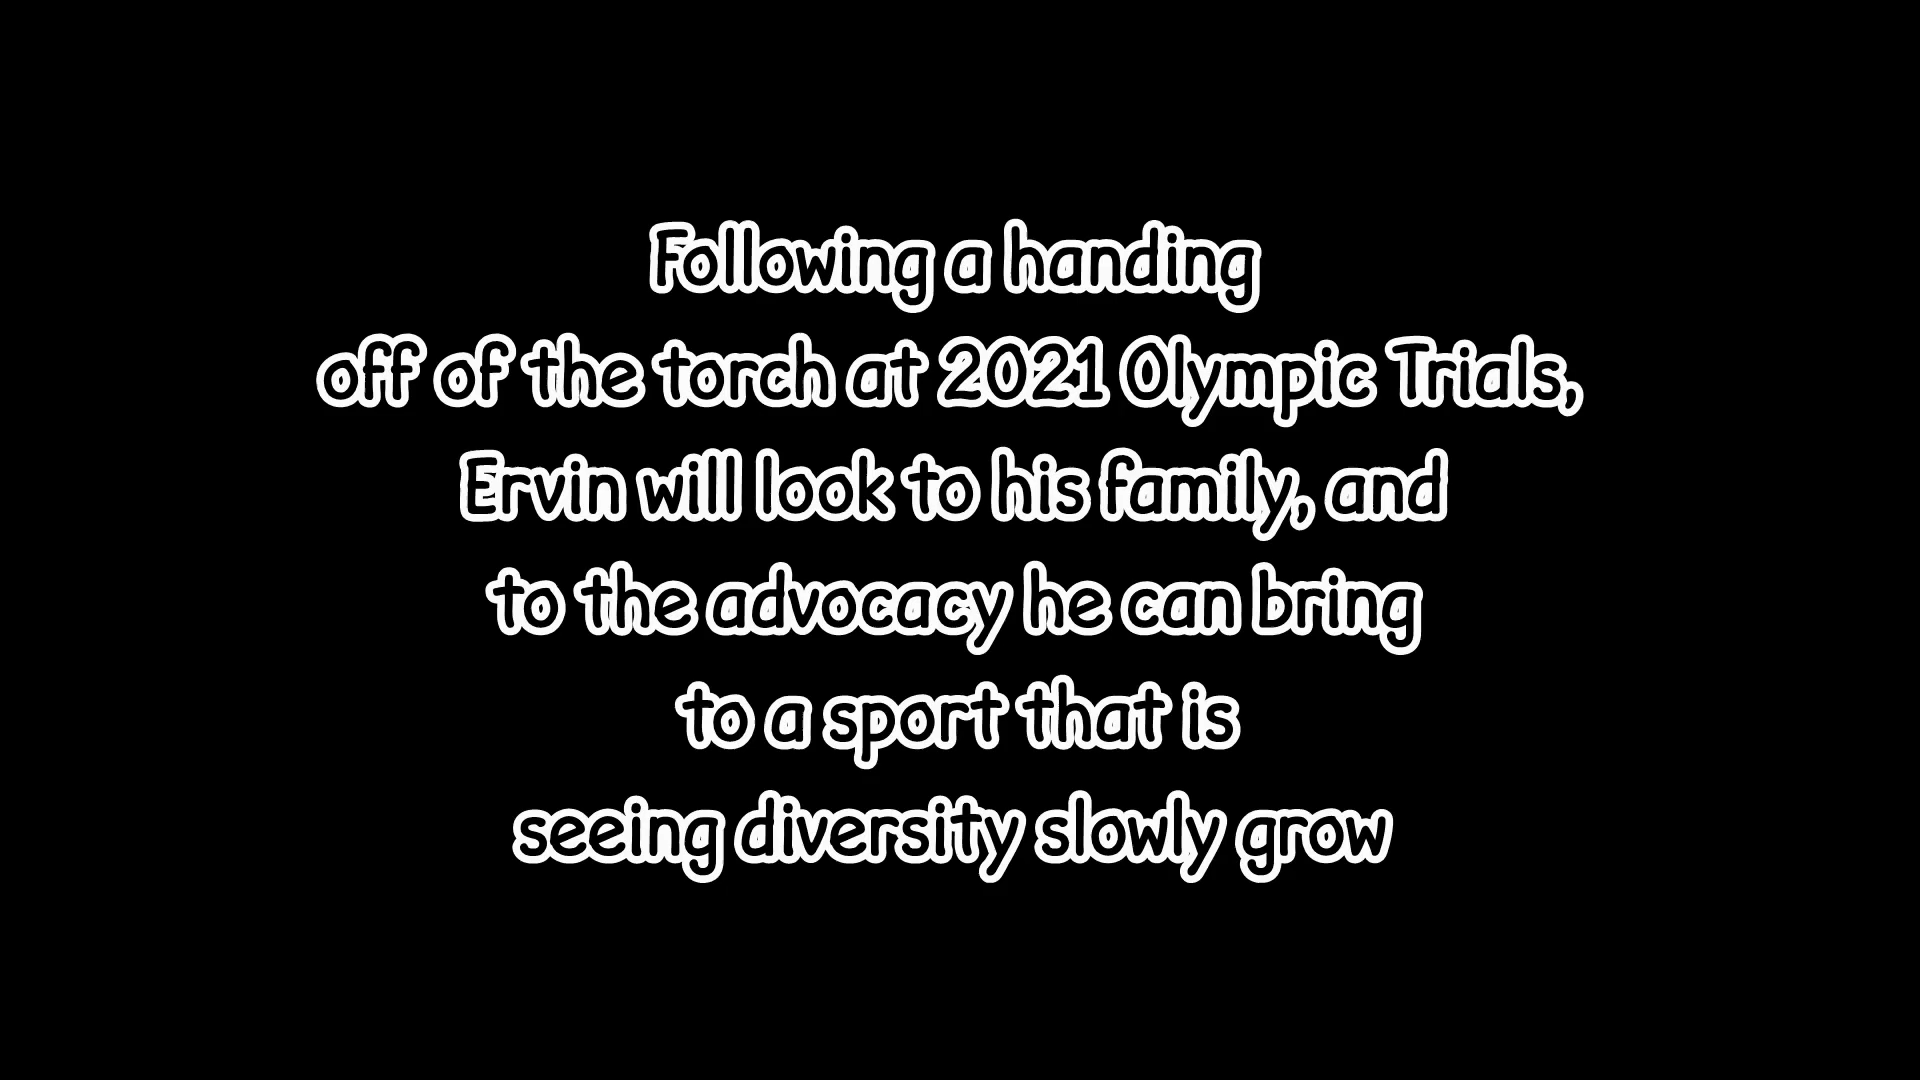 Following a handing
off of the torch at 2021 Olympic Trials,
Ervin will look to his family, and
to the advocacy he can bring
to a sport that is
seeing diversity slowly grow